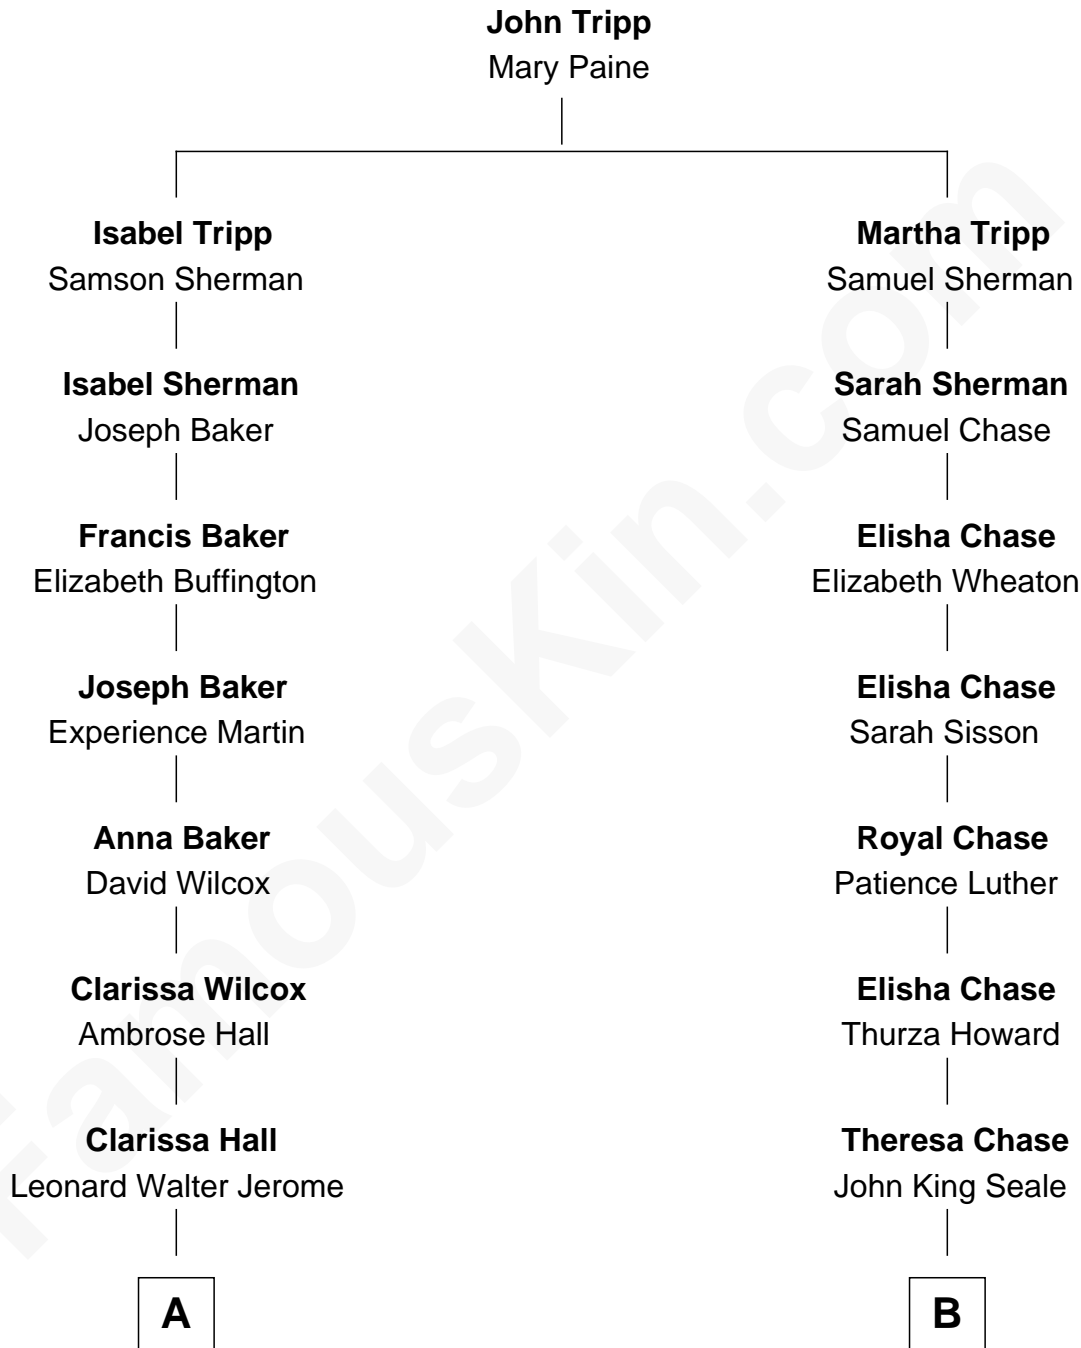 John Tripp
Mary Paine
Isabel Tripp
Samson Sherman
Martha Tripp
Samuel Sherman
Isabel Sherman
Joseph Baker
Sarah Sherman
Samuel Chase
Francis Baker
Elizabeth Buffington
Elisha Chase
Elizabeth Wheaton
Joseph Baker
Experience Martin
Elisha Chase
Sarah Sisson
Anna Baker
David Wilcox
Royal Chase
Patience Luther
Clarissa Wilcox
Ambrose Hall
Elisha Chase
Thurza Howard
Clarissa Hall
Leonard Walter Jerome
Theresa Chase
John King Seale
A
B
FamousKin.com